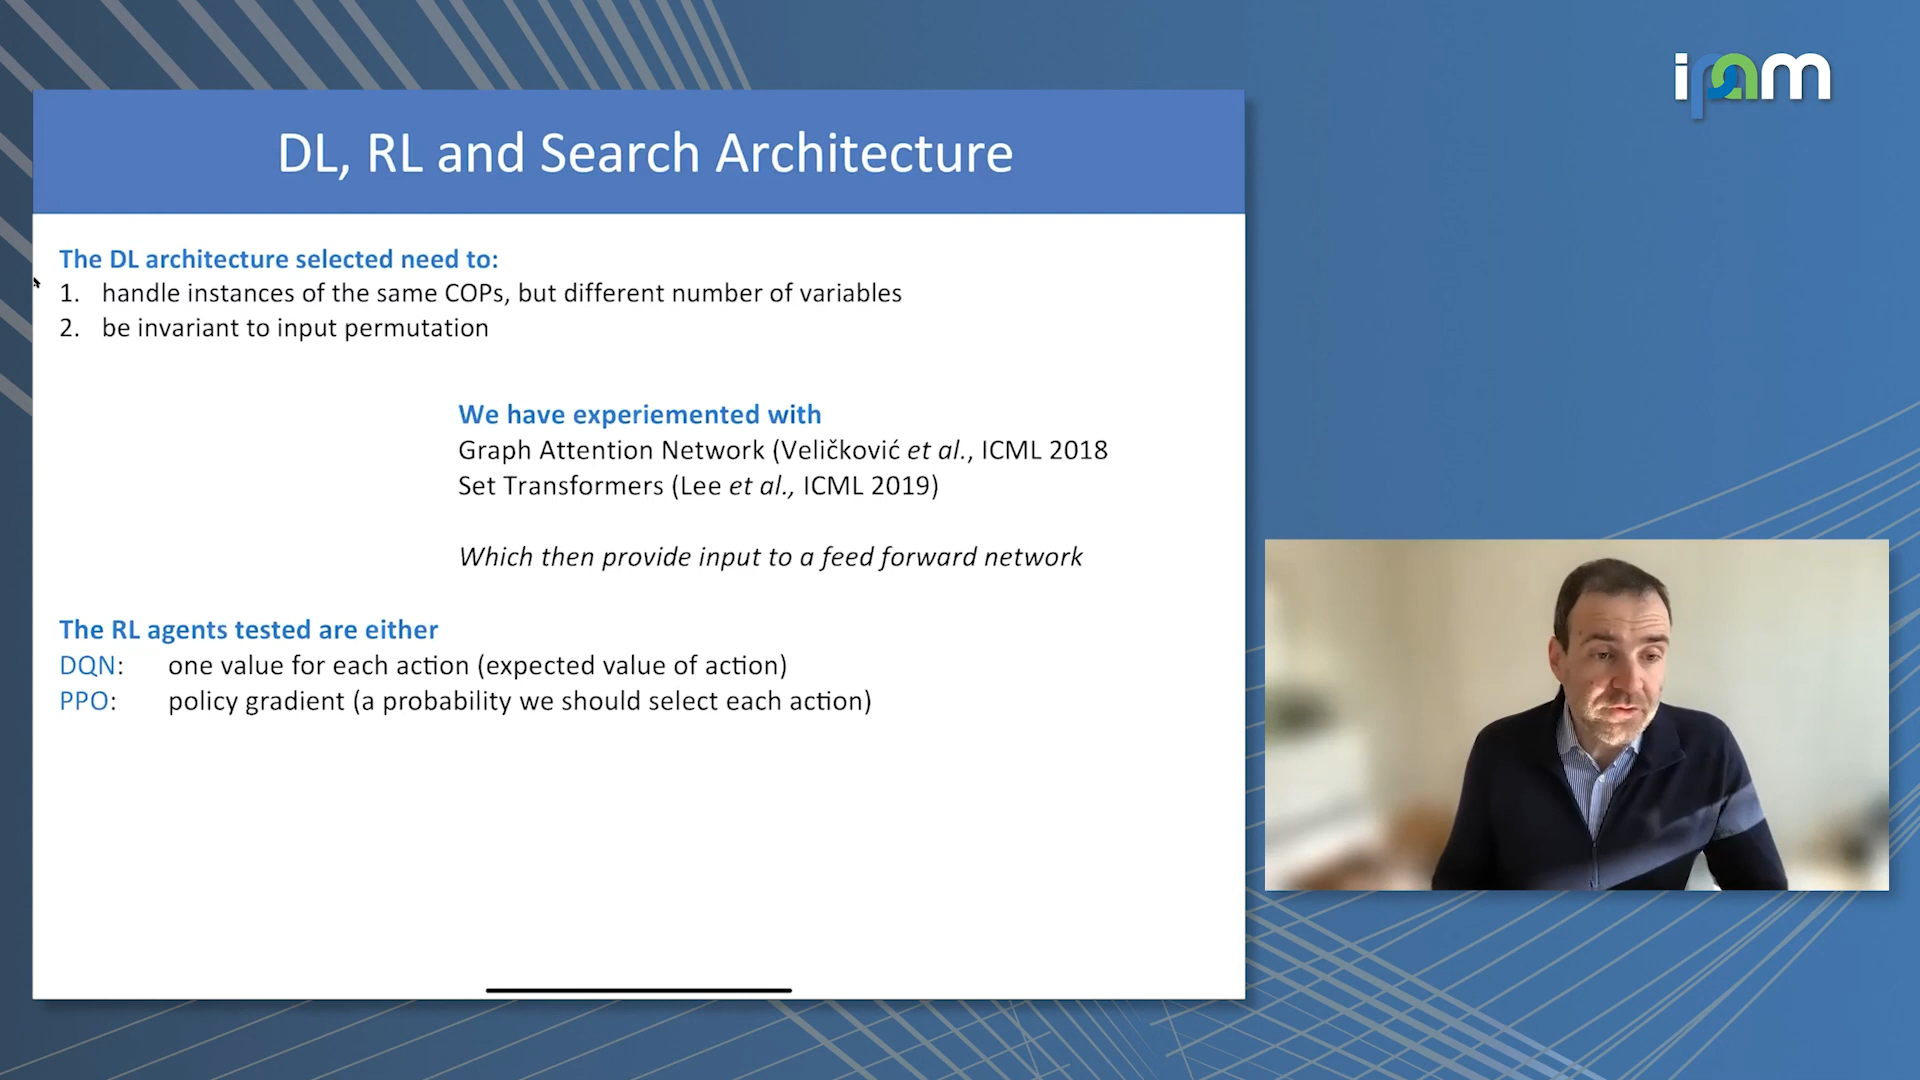 ipam
DL, RL and Search Architecture
The DL architecture selected need to:
1. handle instances of the same COPs, but different number of variables
2. be invariant to input permutation
We have experiemented with
Graph Attention Network (Veličković et al., ICML 2018
Set Transformers (Lee et al., ICML 2019)
Which then provide input to a feed forward network
The RL agents tested are either
DQN: one value for each action (expected value of action)
PPO: policy gradient (a probability we should select each action)